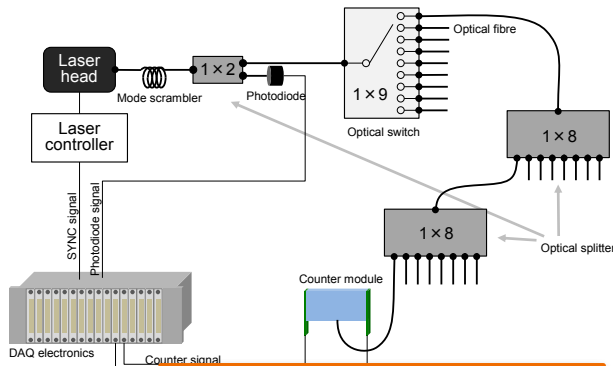 Laser
head
Mode scrambler
1×2
Photodiode
1×9
Optical switch
Optical fibre
1×8
Laser
controller
SYNC signal
Photodiode signal
1×8
Optical splitter
Counter module
DAQ electronics
Counter signal